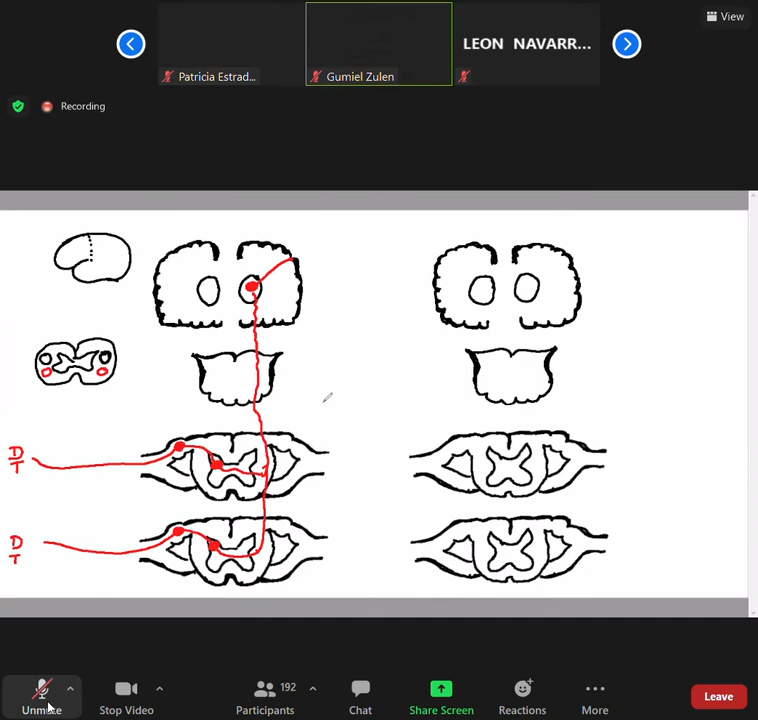 View
LEON NAVARR...
Patricia Estrad...
Gumiel Zulen
Recording
D
T
D
T
Unmute
Stop Video
Participants
192
Chat
Share Screen
Reactions
More
Leave